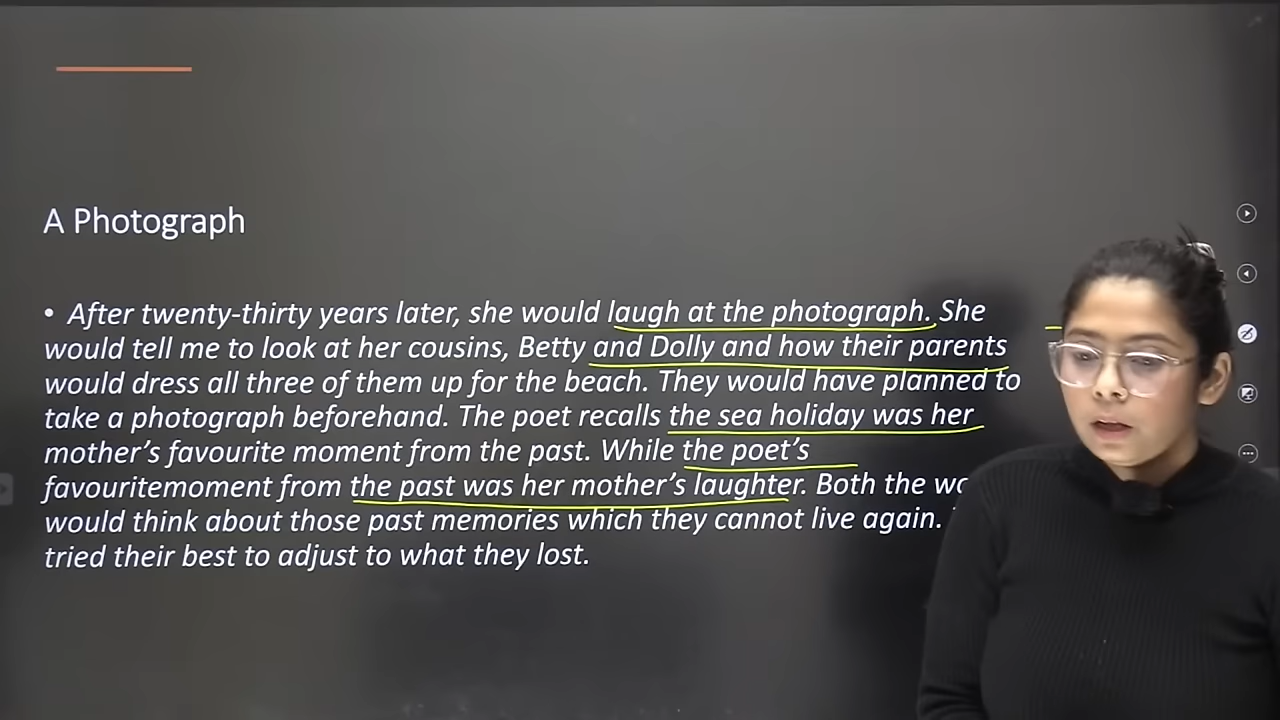 A Photograph
• After twenty-thirty years later, she would laugh at the photograph. She
would tell me to look at her cousins, Betty and Dolly and how their parents
would dress all three of them up for the beach. They would have planned to
take a photograph beforehand. The poet recalls the sea holiday was her
mother's favourite moment from the past. While the poet's
favouritemoment from the past was her mother's laughter. Both the
would think about those past memories which they cannot live again.
tried their best to adjust to what they lost.